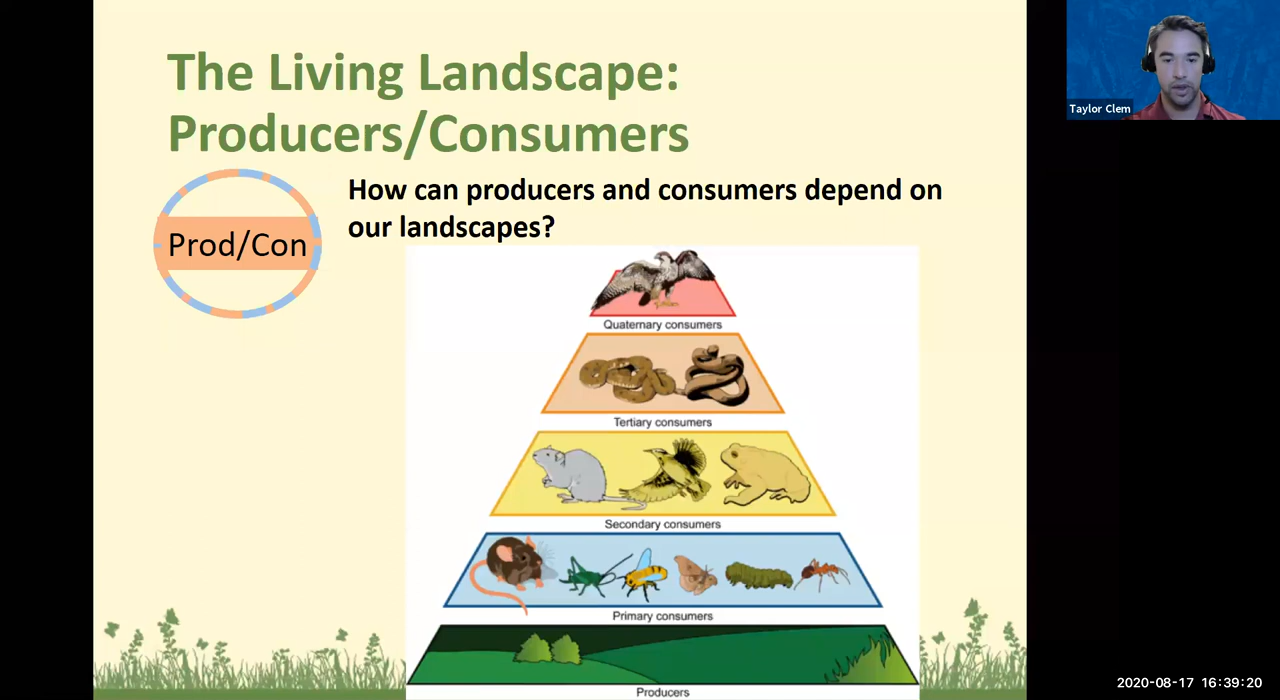 The Living Landscape:
Producers/Consumers
Taylor Clem
How can producers and consumers depend on
our landscapes?
Prod/Con
Quaternary consumers
Tertiary consumers
Secondary consumers
Primary consumers
Producers
2020-08-17 16:39:20